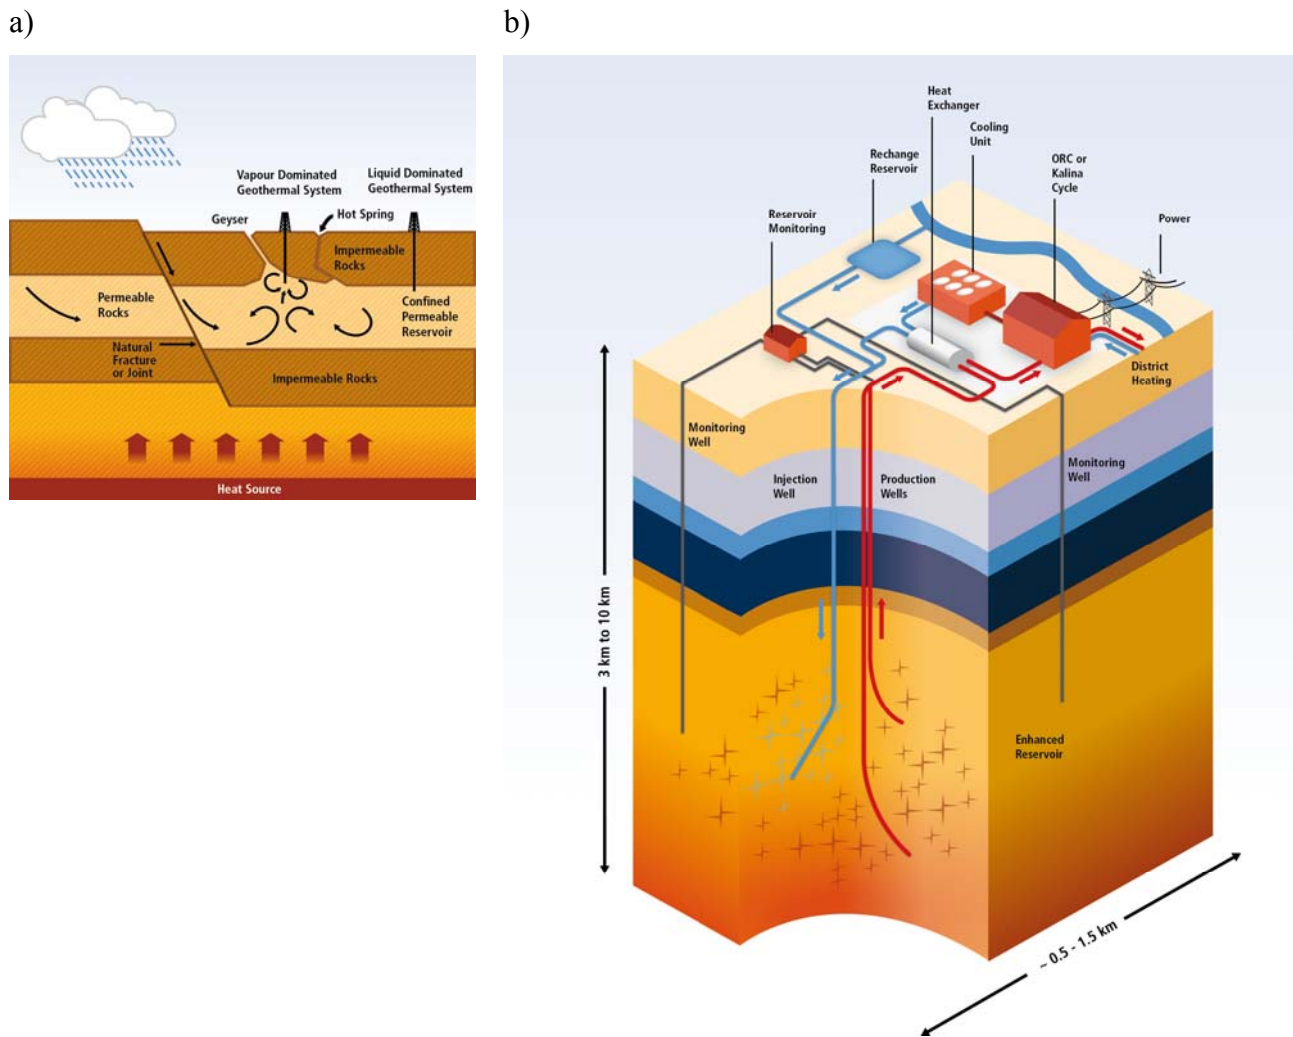 a)
b)
Vapour Dominated
Geothermal System
Liquid Dominated
Geothermal System
Geyser
Hot Spring
Impermeable
Rocks
Permeable
Rocks
Confined
Permeable
Reservoir
Natural
Fracture
or Joint
Impermeable Rocks
Heat Source
Heat
Exchanger
Cooling
Unit
Rechange
Reservoir
ORC or
Kalina
Cycle
Reservoir
Monitoring
Power
District
Heating
Monitoring
Well
Injection
Well
Production
Wells
Monitoring
Well
3 km to 10 km
Enhanced
Reservoir
~ 0.5 - 1.5 km